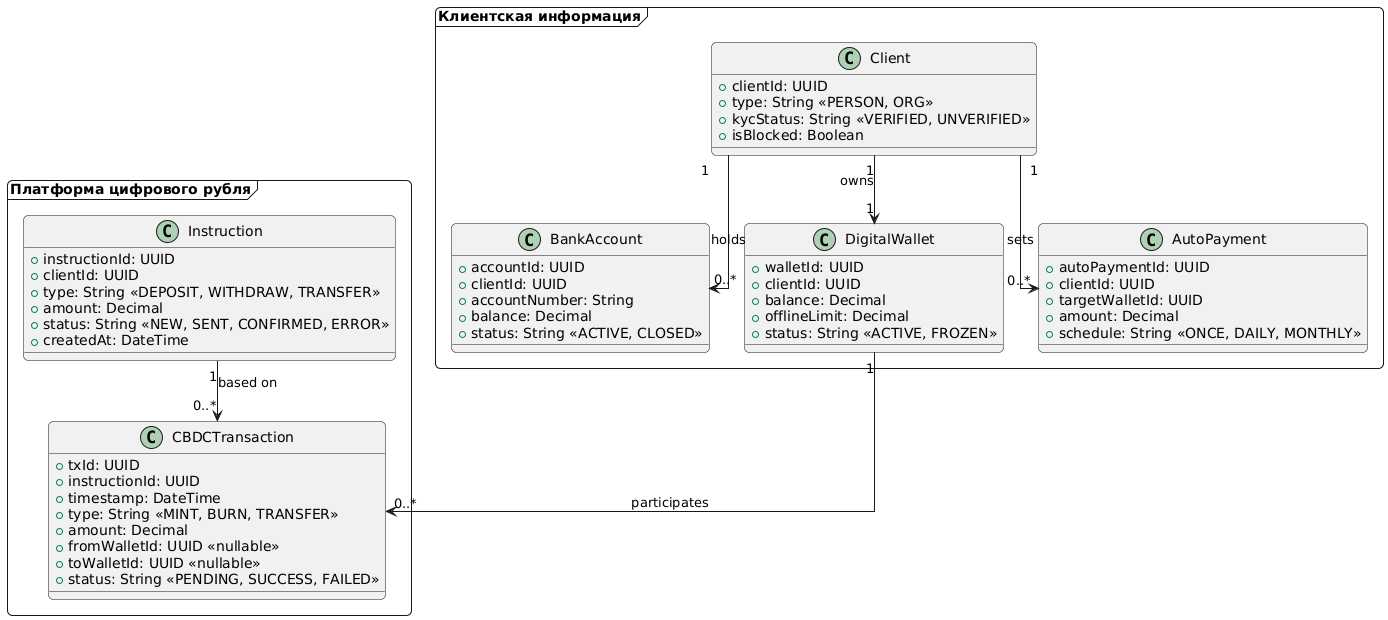 Клиентская информация
C Client
clientId: UUID
type: String «PERSON, ORG»
kycStatus: String «VERIFIED, UNVERIFIED»
isBlocked: Boolean
1
1
owns
1
1
holds
0..*
sets
0..*
C BankAccount
accountId: UUID
clientId: UUID
accountNumber: String
balance: Decimal
status: String «ACTIVE, CLOSED»
C DigitalWallet
walletId: UUID
clientId: UUID
balance: Decimal
offlineLimit: Decimal
status: String «ACTIVE, FROZEN»
C AutoPayment
autoPaymentId: UUID
clientId: UUID
targetWalletId: UUID
amount: Decimal
schedule: String «ONCE, DAILY, MONTHLY»
1
Платформа цифрового рубля
C Instruction
instructionId: UUID
clientId: UUID
type: String «DEPOSIT, WITHDRAW, TRANSFER»
amount: Decimal
status: String «NEW, SENT, CONFIRMED, ERROR»
createdAt: DateTime
1
based on
0..*
C CBDCTransaction
txId: UUID
instructionId: UUID
timestamp: DateTime
type: String «MINT, BURN, TRANSFER»
amount: Decimal
fromWalletId: UUID «nullable»
toWalletId: UUID «nullable»
status: String «PENDING, SUCCESS, FAILED»
0..*
participates